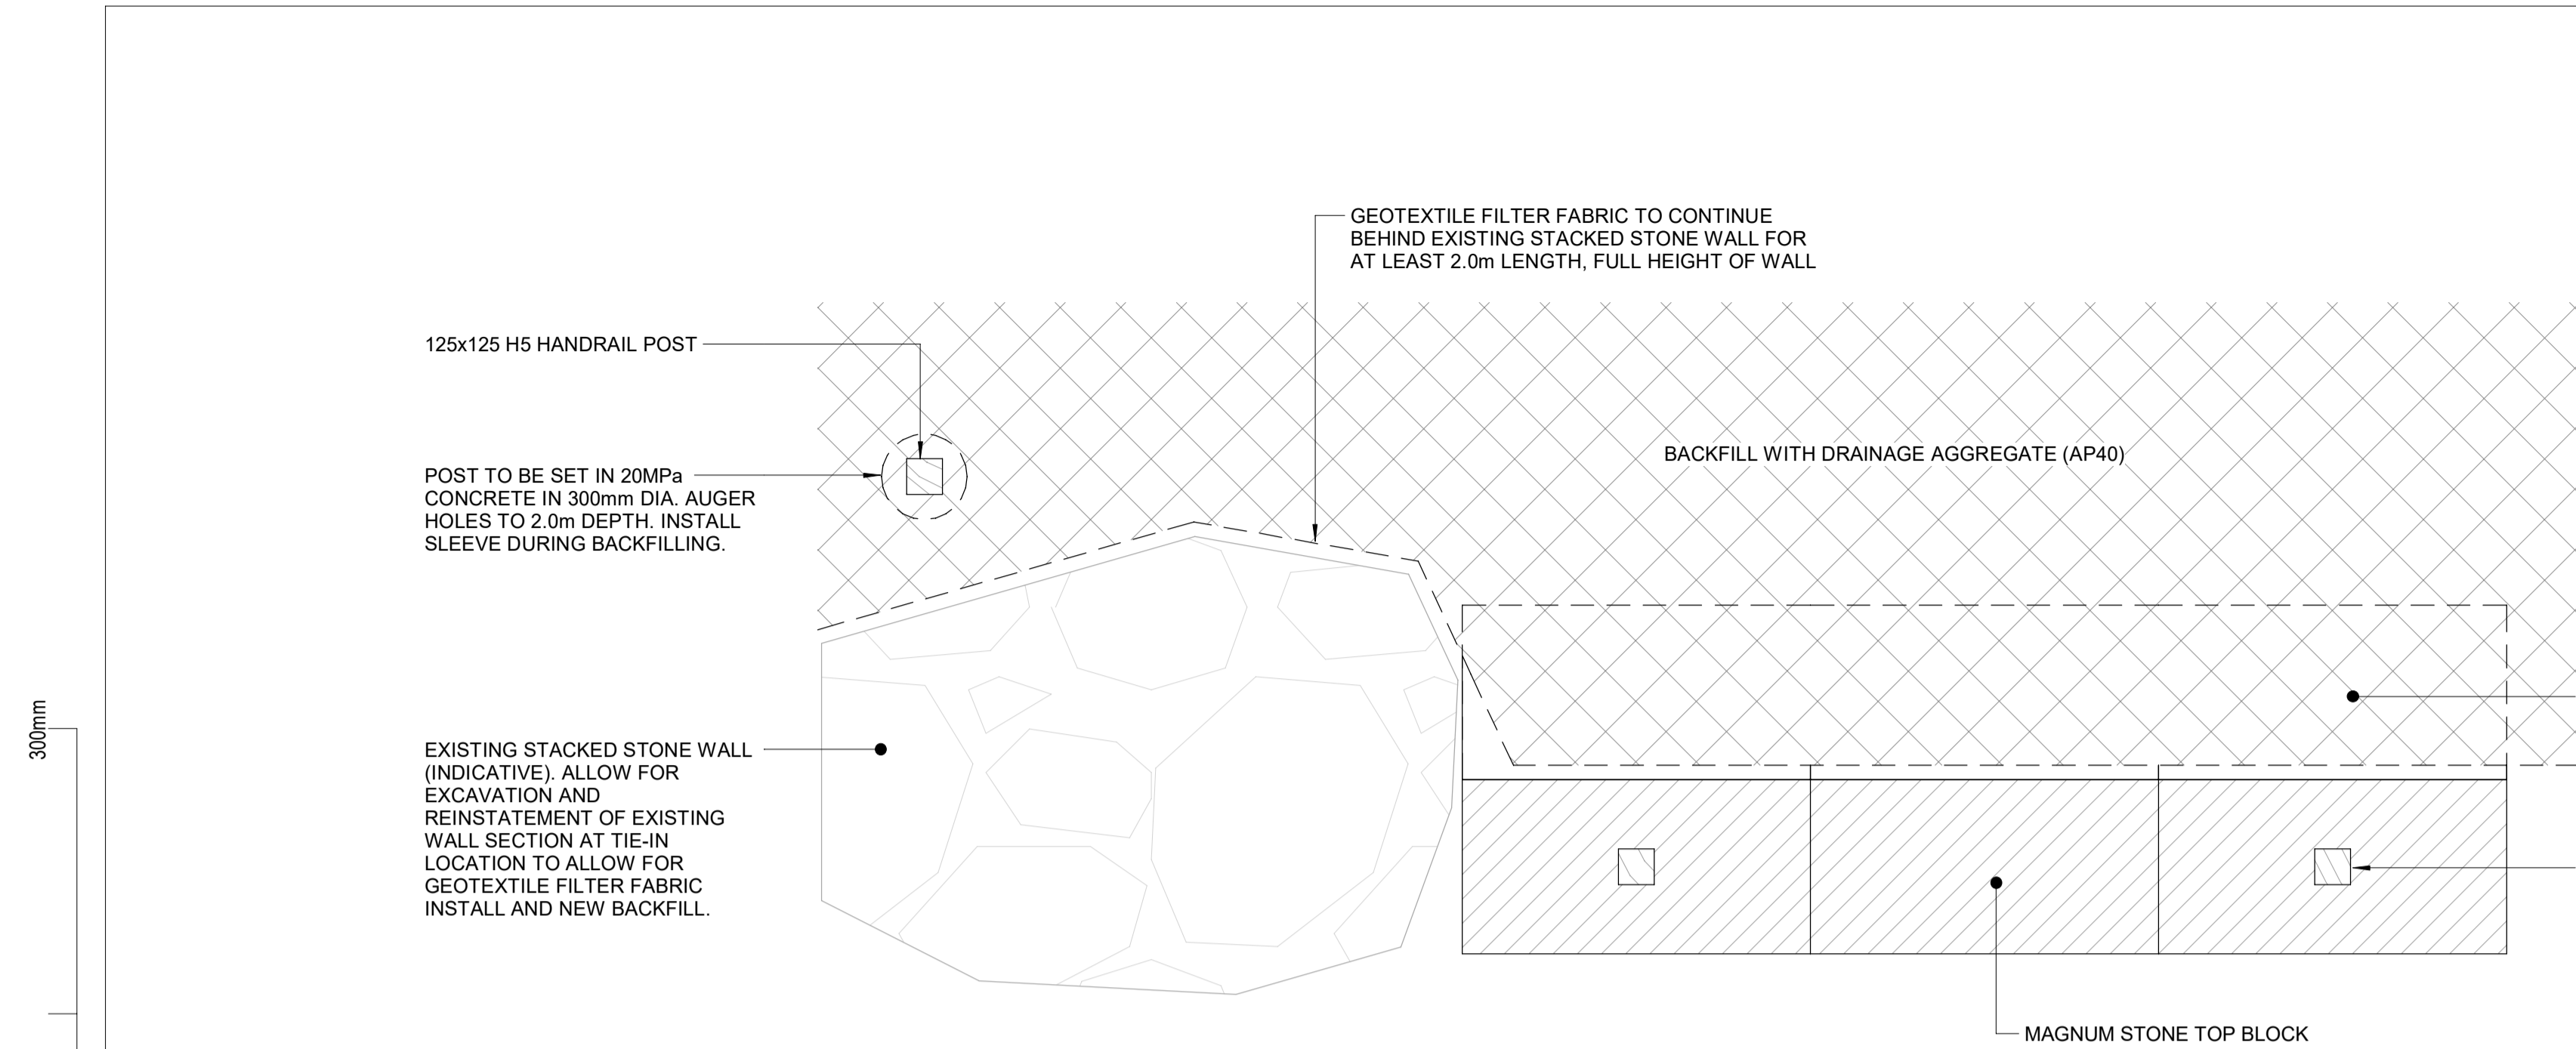 GEOTEXTILE FILTER FABRIC TO CONTINUE
BEHIND EXISTING STACKED STONE WALL FOR
AT LEAST 2.0m LENGTH, FULL HEIGHT OF WALL
125x125 H5 HANDRAIL POST
BACKFILL WITH DRAINAGE AGGREGATE (AP40)
POST TO BE SET IN 20MPa
CONCRETE IN 300mm DIA. AUGER
HOLES TO 2.0m DEPTH. INSTALL
SLEEVE DURING BACKFILLING.
300mm
EXISTING STACKED STONE WALL
(INDICATIVE). ALLOW FOR
EXCAVATION AND
REINSTATEMENT OF EXISTING
WALL SECTION AT TIE-IN
LOCATION TO ALLOW FOR
GEOTEXTILE FILTER FABRIC
INSTALL AND NEW BACKFILL.
MAGNUM STONE TOP BLOCK